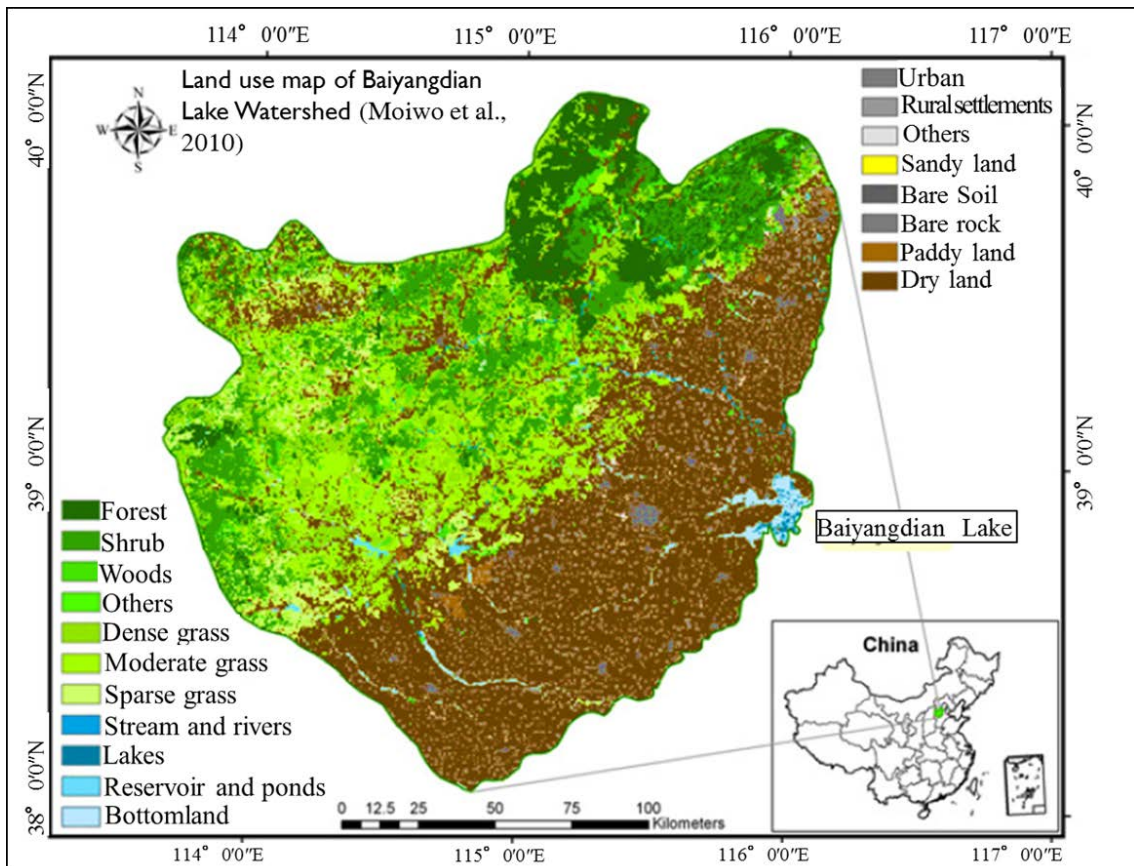 114° 0′0″E
115° 0′0″E
116° 0′0″E
117° 0′0″E
Land use map of Baiyangdian
Lake Watershed (Moiwo et al.,
2010)
N
W
E
S
40° 0′0″N
39° 0′0″N
38° 0′0″N
Urban
Rural settlements
Others
Sandy land
Bare Soil
Bare rock
Paddy land
Dry land
40° 0′0″N
39° 0′0″N
38° 0′0″N
Forest
Shrub
Woods
Others
Dense grass
Moderate grass
Sparse grass
Stream and rivers
Lakes
Reservoir and ponds
Bottomland
Baiyangdian Lake
China
0 12.5 25 50 75 100
Kilometers
114° 0′0″E
115° 0′0″E
116° 0′0″E
117° 0′0″E